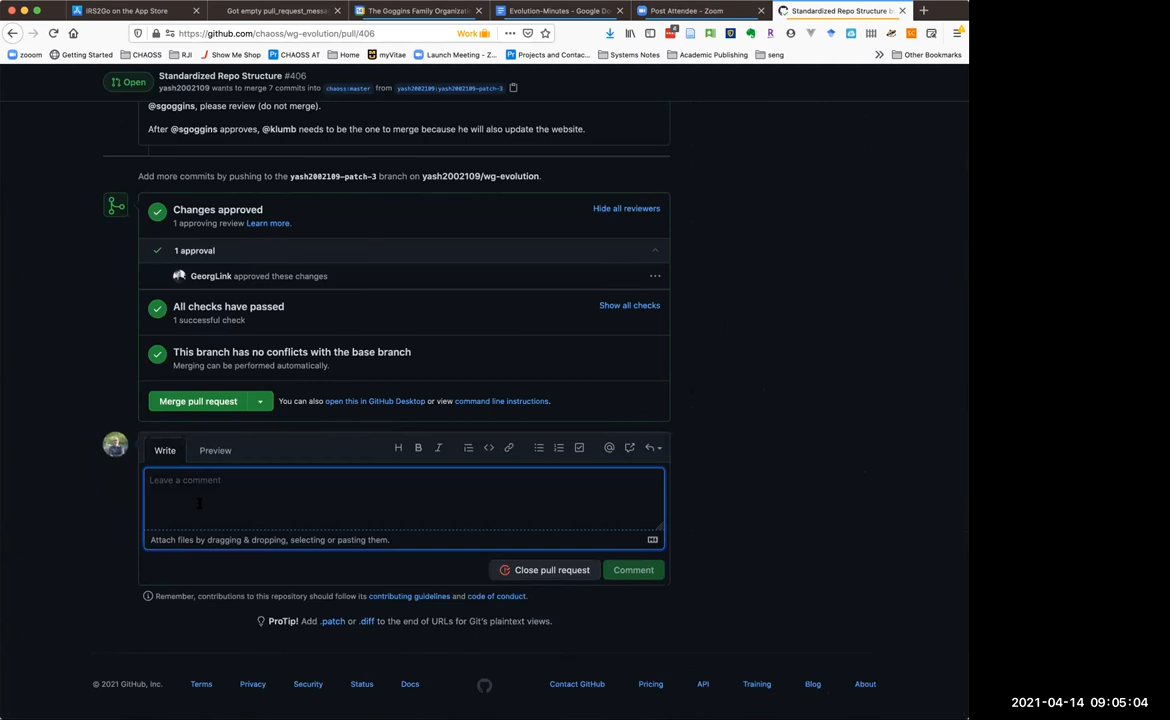 IRS2Go on the App Store
Got empty pull_request_messa
The Goggins Family Organizatio
Evolution-Minutes - Google Do
Post Attendee - Zoom
Standardized Repo Structure b
https://github.com/chaoss/wg-evolution/pull/406
Work
zooom
Getting Started
CHAOSS
RJI
Show Me Shop
CHAOSS AT
Home
myVitae
Launch Meeting - Z...
Projects and Contac...
Systems Notes
Academic Publishing
seng
Other Bookmarks
Open
Standardized Repo Structure #406
yash2002109 wants to merge 7 commits into chaoss:master from yash2002109:yash2002109-patch-3
@sgoggins, please review (do not merge).
After @sgoggins approves, @klumb needs to be the one to merge because he will also update the website.
Add more commits by pushing to the yash2002109-patch-3 branch on yash2002109/wg-evolution.
Changes approved
Hide all reviewers
1 approving review Learn more.
1 approval
GeorgLink approved these changes
All checks have passed
Show all checks
1 successful check
This branch has no conflicts with the base branch
Merging can be performed automatically.
Merge pull request
You can also open this in GitHub Desktop or view command line instructions.
Write
Preview
Leave a comment
Attach files by dragging & dropping, selecting or pasting them.
Close pull request
Comment
Remember, contributions to this repository should follow its contributing guidelines and code of conduct.
ProTip! Add .patch or .diff to the end of URLs for Git's plaintext views.
© 2021 GitHub, Inc.
Terms
Privacy
Security
Status
Docs
Contact GitHub
Pricing
API
Training
Blog
About
2021-04-14 09:05:04